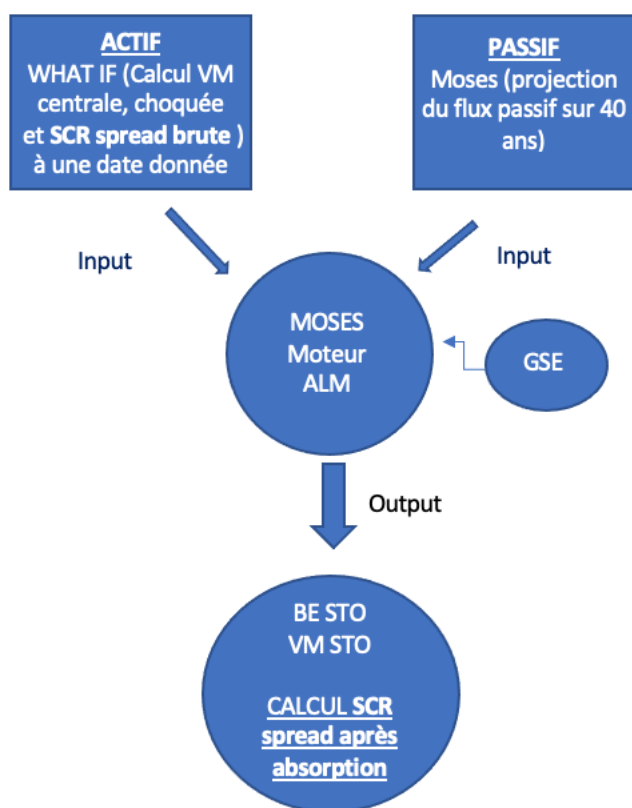 ACTIF
WHAT IF (Calcul VM
centrale, choquée
et SCR spread brute )
à une date donnée
PASSIF
Moses (projection
du flux passif sur 40
ans)
Input
Input
MOSES
Moteur
ALM
GSE
Output
BE STO
VM STO
CALCUL SCR
spread après
absorption